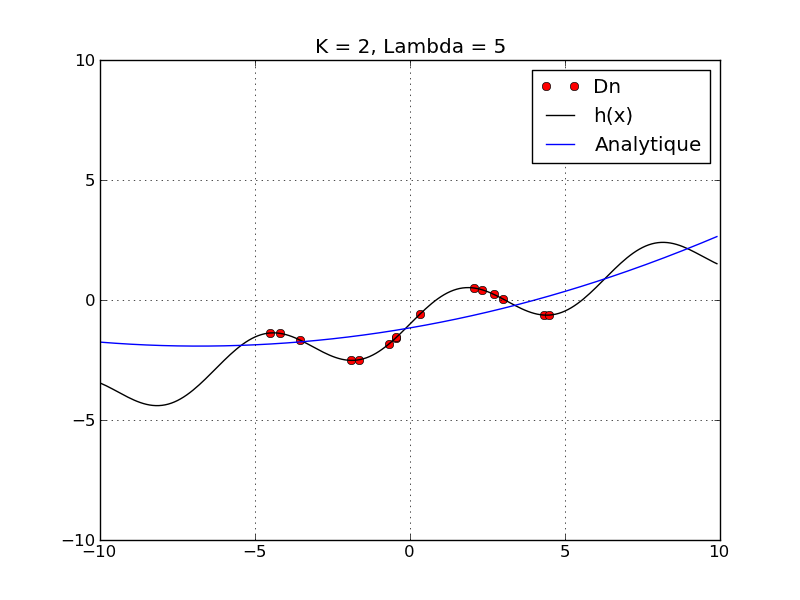 K = 2, Lambda = 5
Dn
h(x)
Analytique
10
5
0
−5
−10
−10
−5
0
5
10